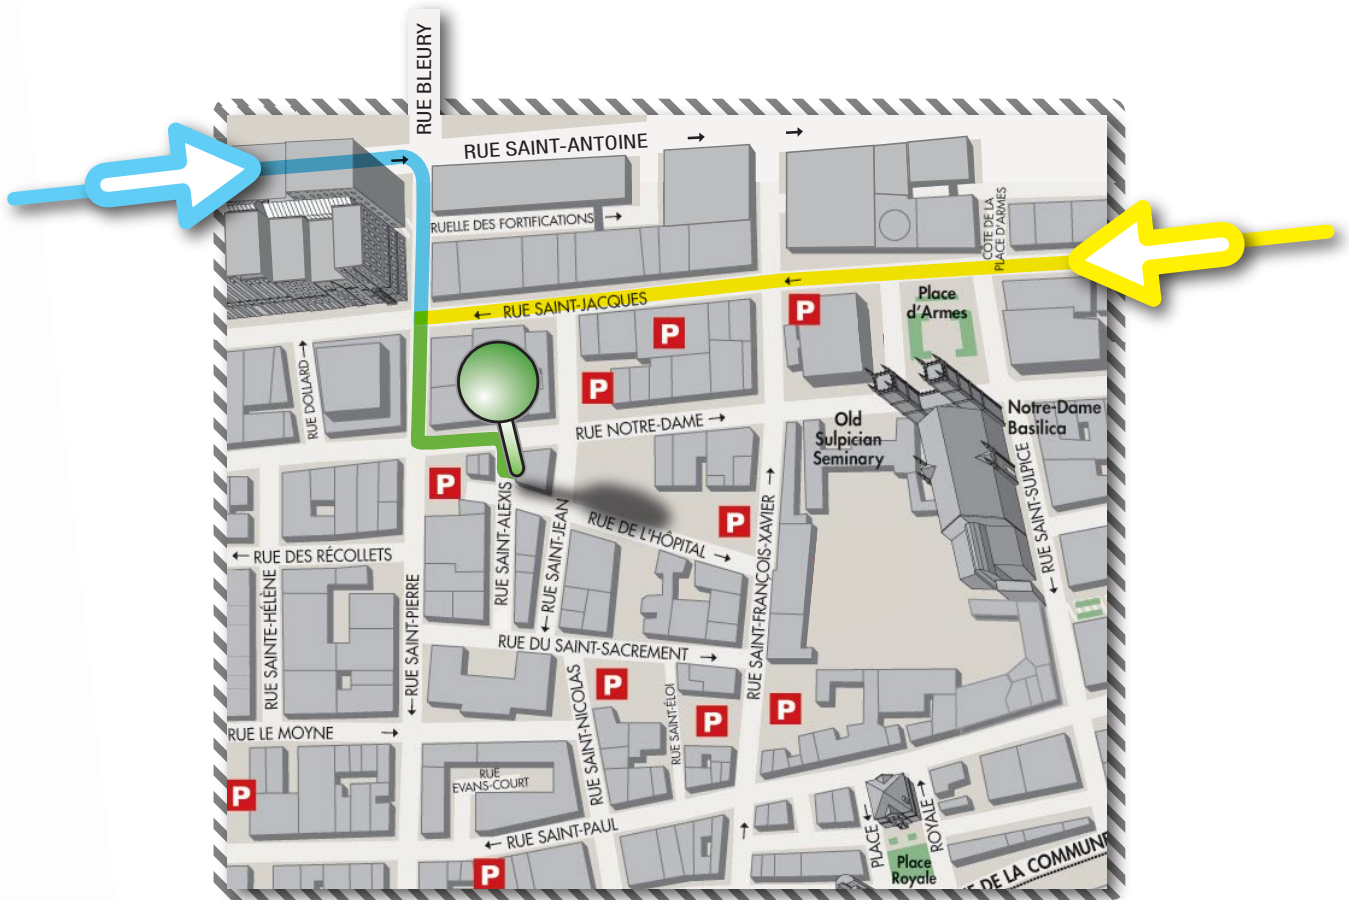 RUE BLEURY
RUE SAINT-ANTOINE
RUELLE DES FORTIFICATIONS
CÔTE DE LA
PLACE D'ARMES
RUE SAINT-JACQUES
Place
d'Armes
P
P
P
RUE DOLLARD
RUE NOTRE-DAME
Old
Sulpician
Seminary
Notre-Dame
Basilica
P
P
RUE SAINT-ALEXIS
RUE SAINT-JEAN
RUE DE L'HÔPITAL
RUE SAINT-FRANÇOIS-XAVIER
RUE SAINT-SULPICE
RUE DES RÉCOLLETS
RUE SAINTE-HÉLÈNE
RUE SAINT-PIERRE
RUE DU SAINT-SACREMENT
RUE SAINT-NICOLAS
P
RUE SAINT-ÉLOI
P
P
RUE LE MOYNE
RUE
EVANS-COURT
P
RUE SAINT-PAUL
P
PLACE
ROYALE
Place
Royale
DE LA COMMUNE